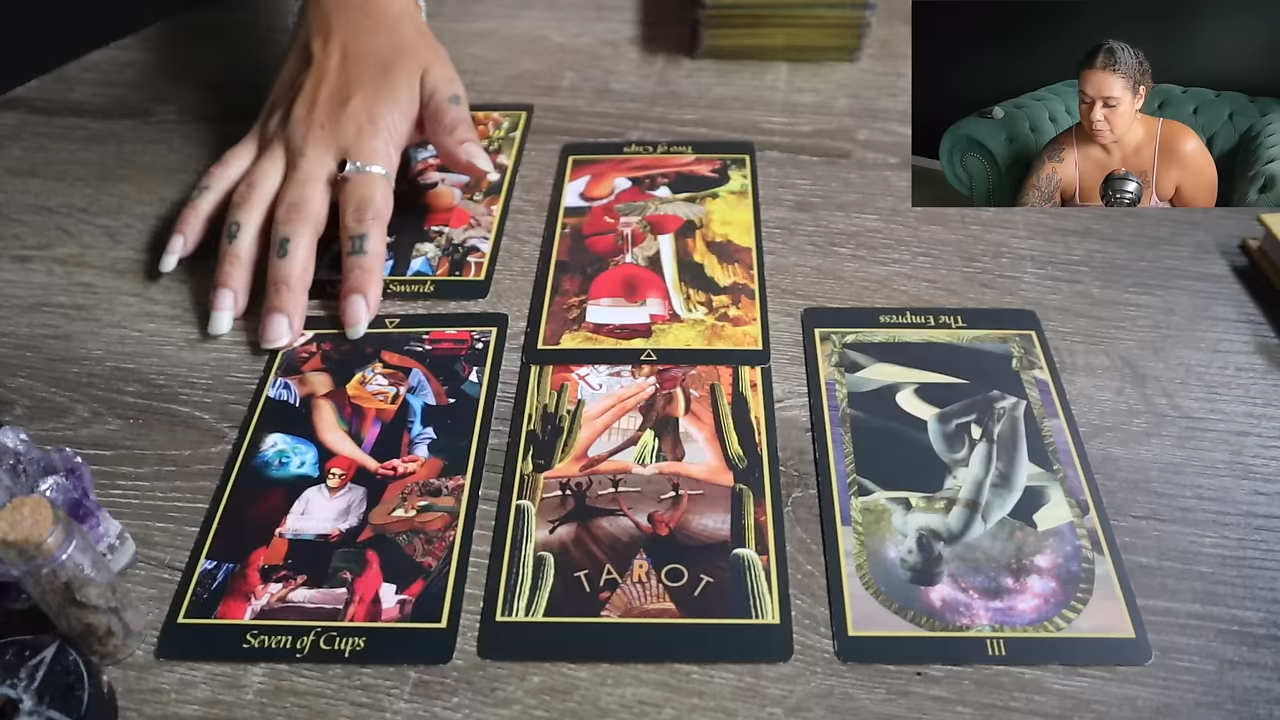 Swords
Two of Cups
The Empress
Seven of Cups
TAROT
III